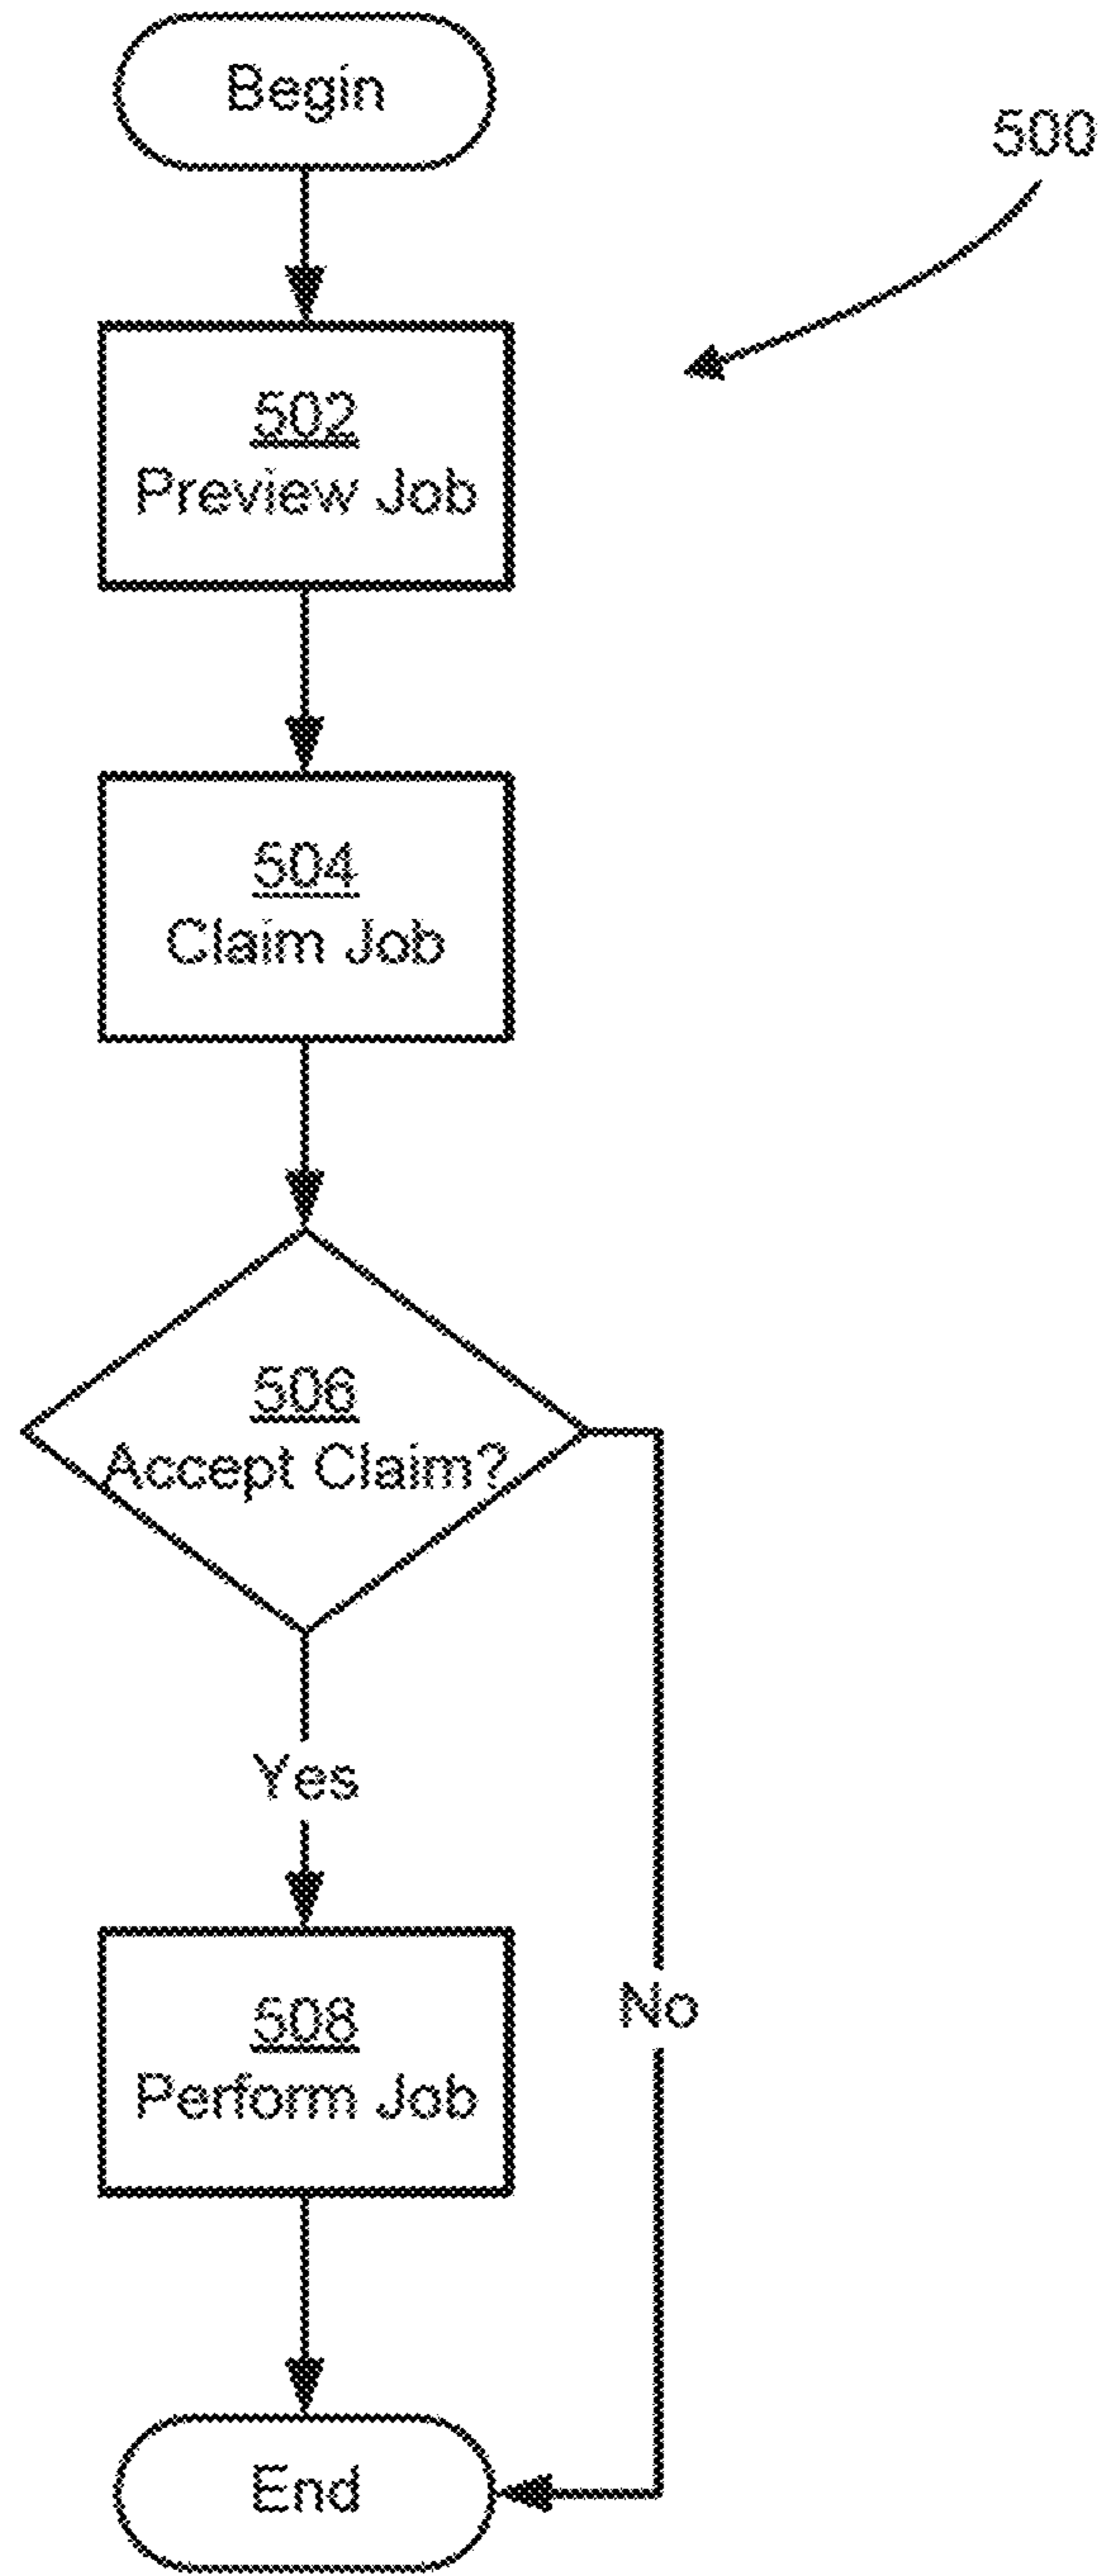 Begin
500
502
Preview Job
504
Claim Job
506
Accept Claim?
Yes
508
Perform Job
No
End